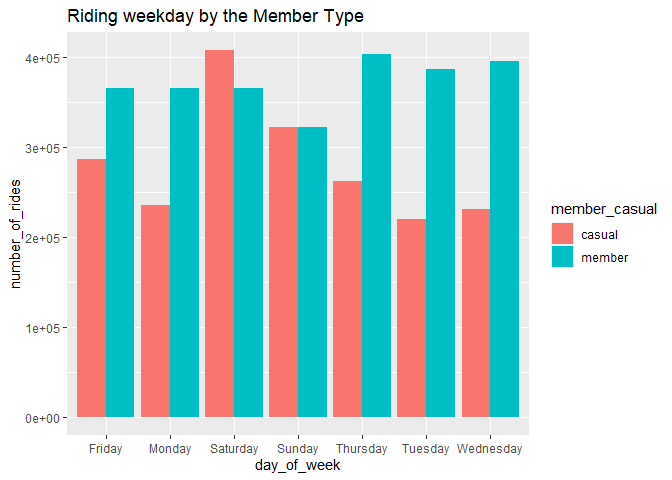 Riding weekday by the Member Type
number_of_rides
4e+05
3e+05
2e+05
1e+05
0e+00
Friday Monday Saturday Sunday Thursday Tuesday Wednesday
day_of_week
member_casual
casual
member